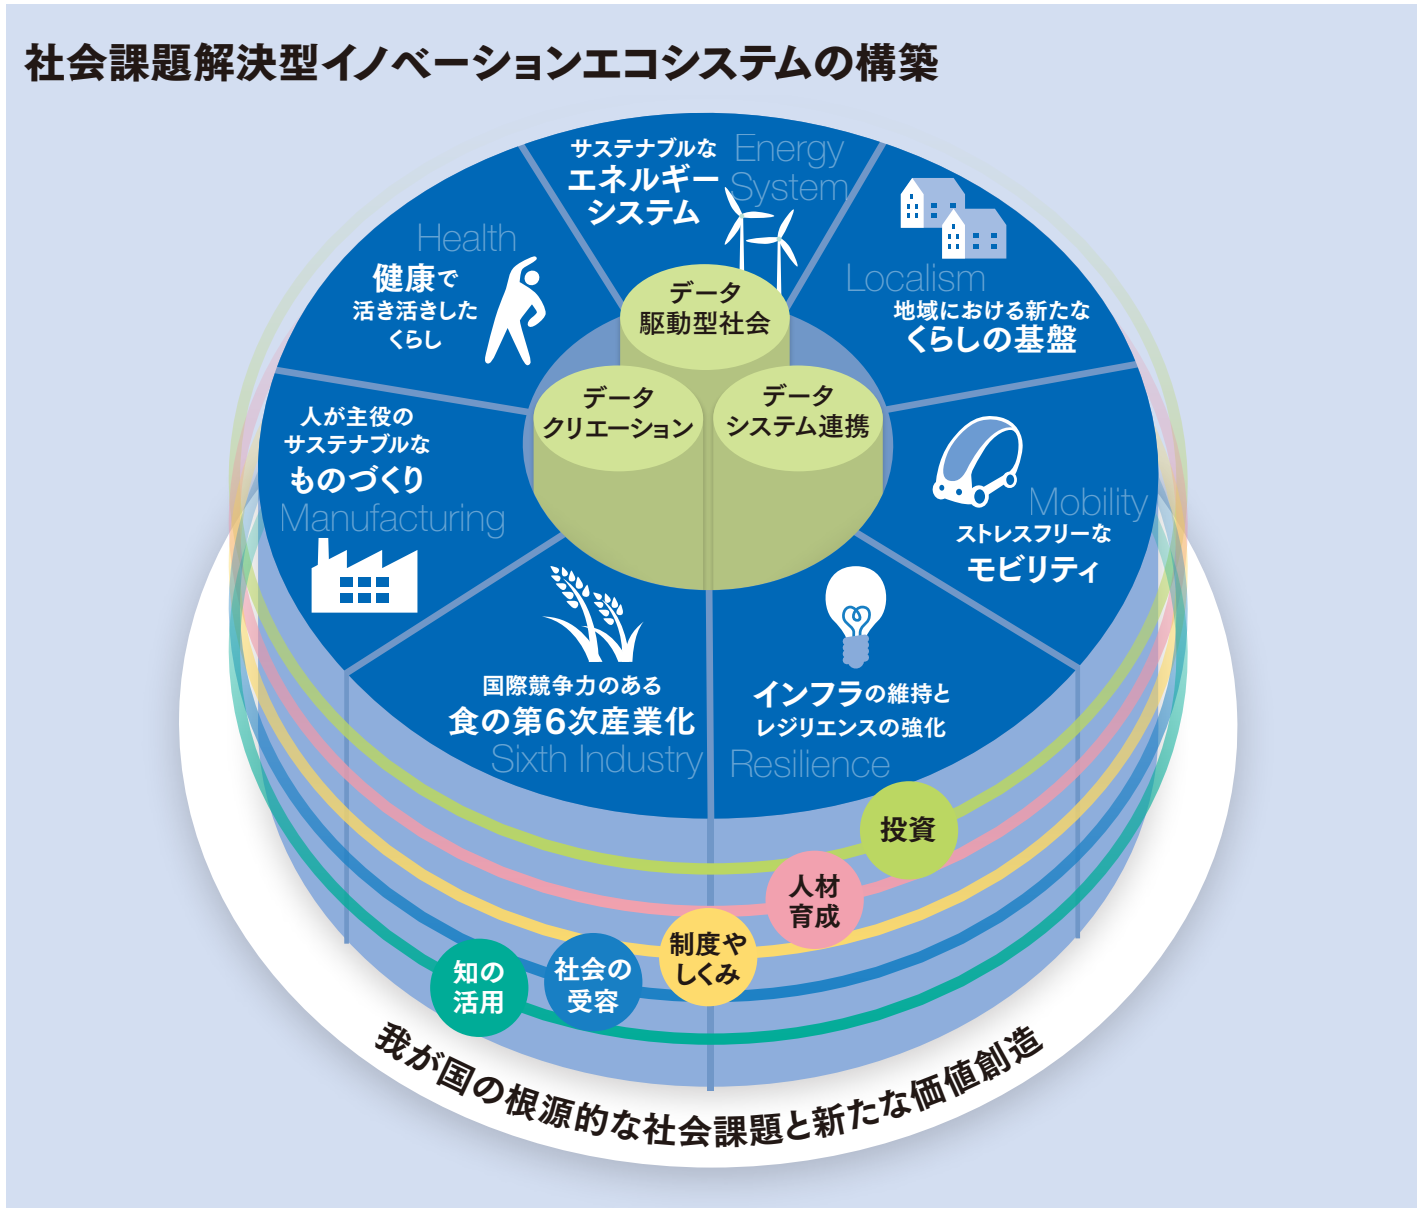 社会課題解決型イノベーションエコシステムの構築
サステナブルな
エネルギー
システム
Energy
System
Health
健康で
活き活きした
くらし
Localism
地域における新たな
くらしの基盤
データ
駆動型社会
データ
クリエーション
データ
システム連携
人が主役の
サステナブルな
ものづくり
Manufacturing
Mobility
ストレスフリーな
モビリティ
国際競争力のある
食の第6次産業化
Sixth Industry
インフラの維持と
レジリエンスの強化
Resilience
投資
人材
育成
制度や
しくみ
社会の
受容
知の
活用
我が国の根源的な社会課題と新たな価値創造